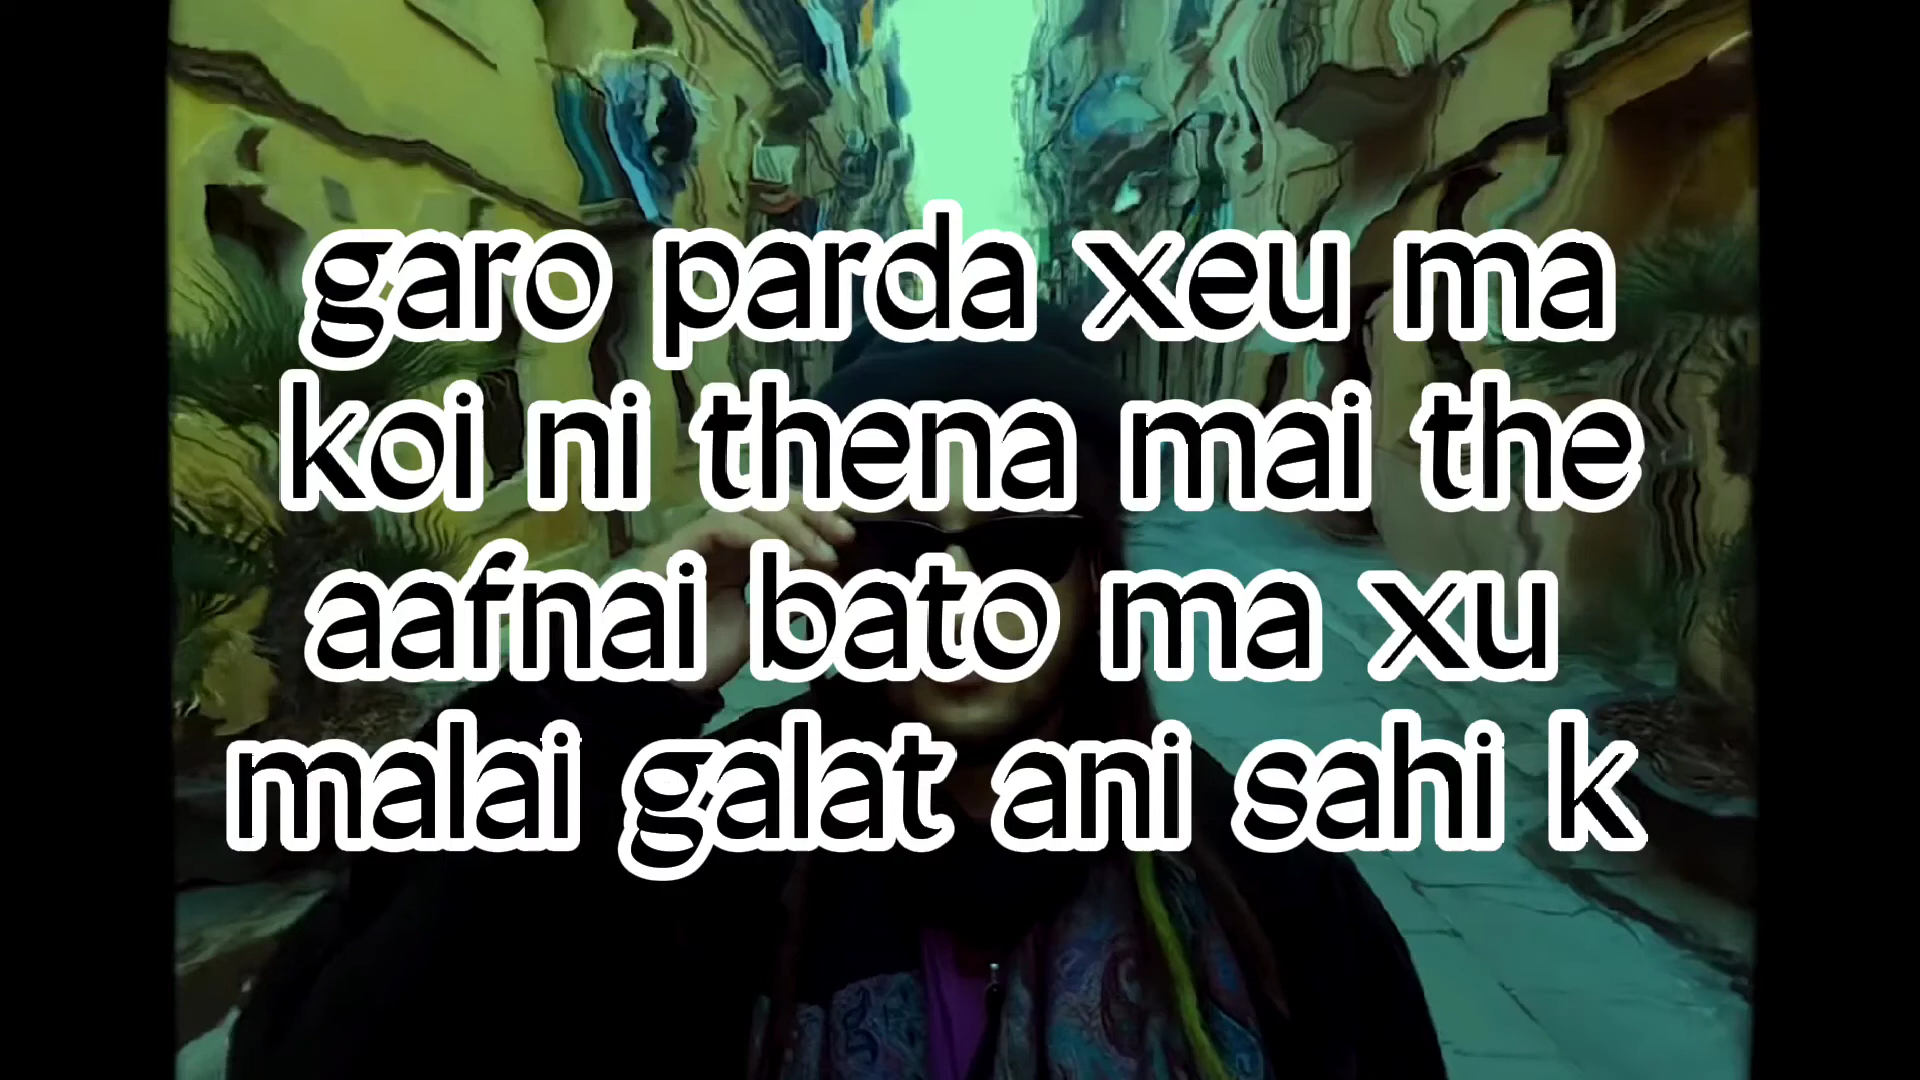 garo parda xeu ma
koi ni thena mai the
aafnai bato ma xu
malai galat ani sahi k